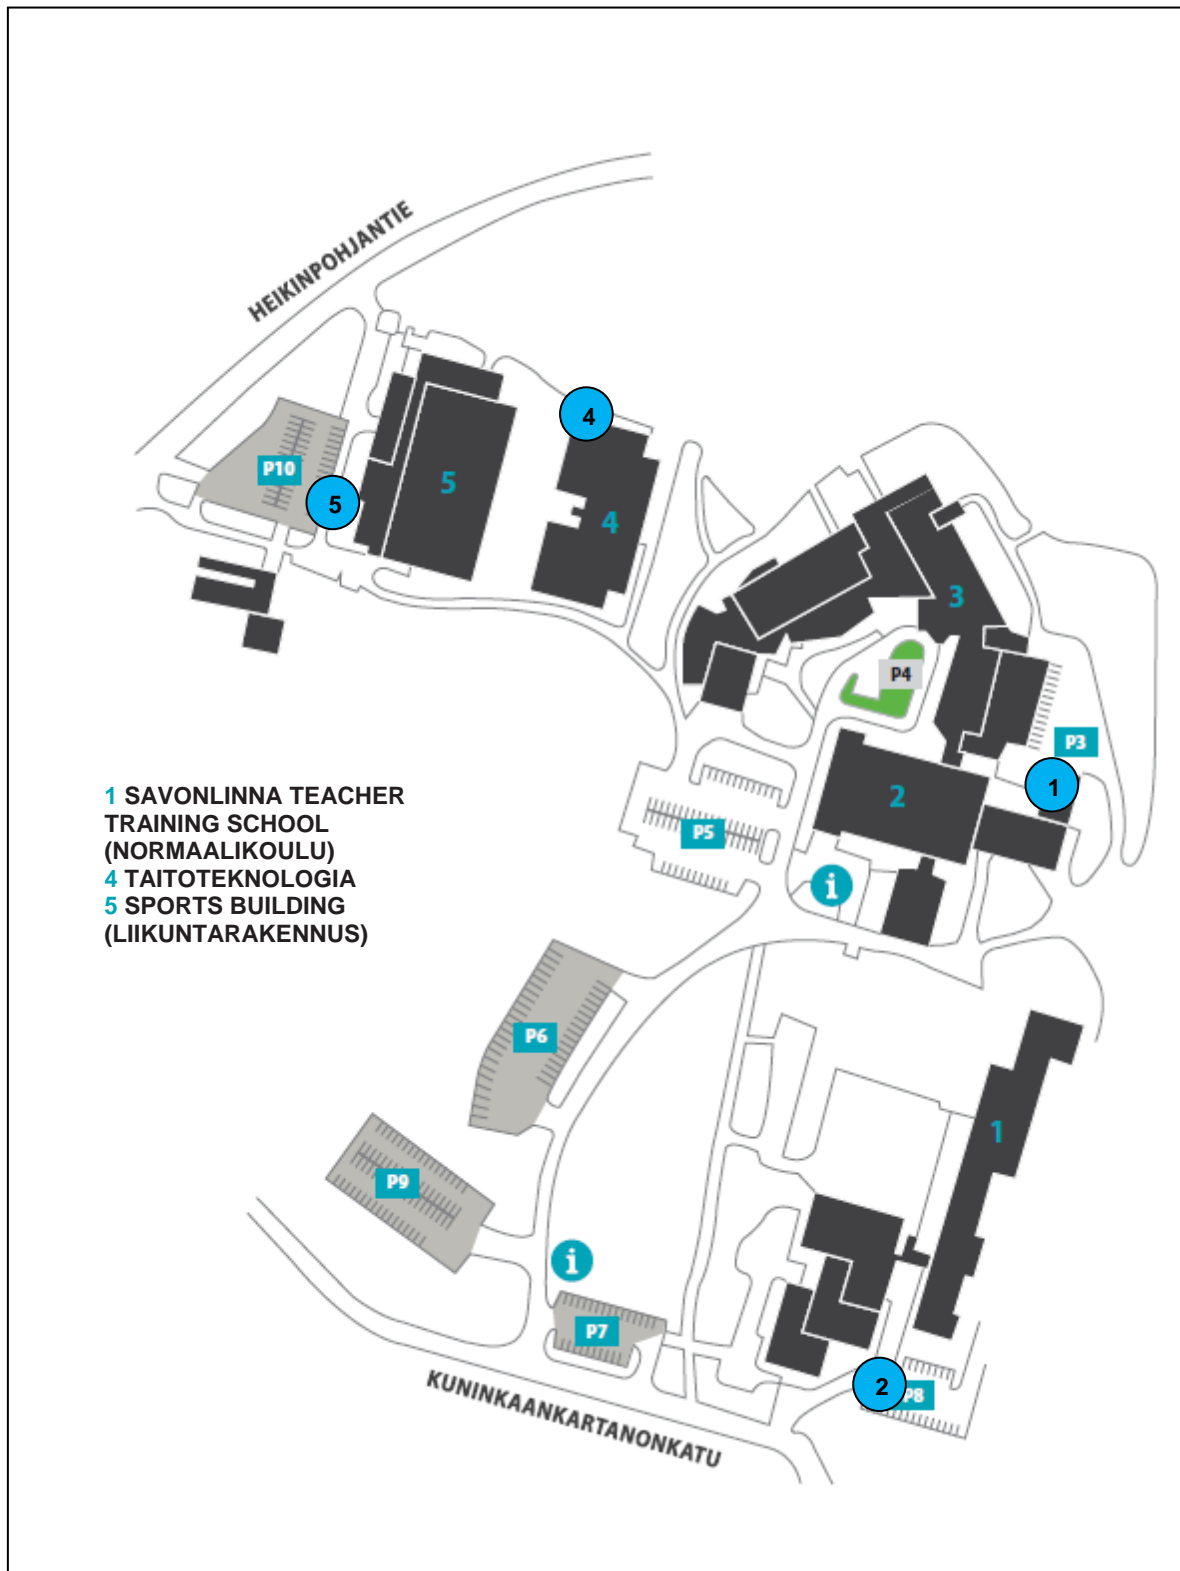 HEIKINPOHJANTIE
4
P10
5
5
4
3
P4
P3
1
2
P5
i
1 SAVONLINNA TEACHER
TRAINING SCHOOL
(NORMAALIKOULU)
4 TAITOTEKNOLOGIA
5 SPORTS BUILDING
(LIIKUNTARAKENNUS)
P6
1
P9
i
P7
2
P8
KUNINKAANKARTANONKATU